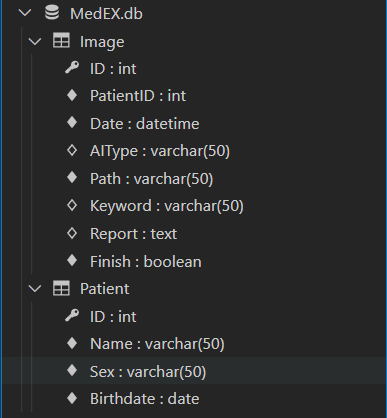 MedEX.db
Image
ID : int
PatientID : int
Date : datetime
AIType : varchar(50)
Path : varchar(50)
Keyword : varchar(50)
Report : text
Finish : boolean
Patient
ID : int
Name : varchar(50)
Sex : varchar(50)
Birthdate : date